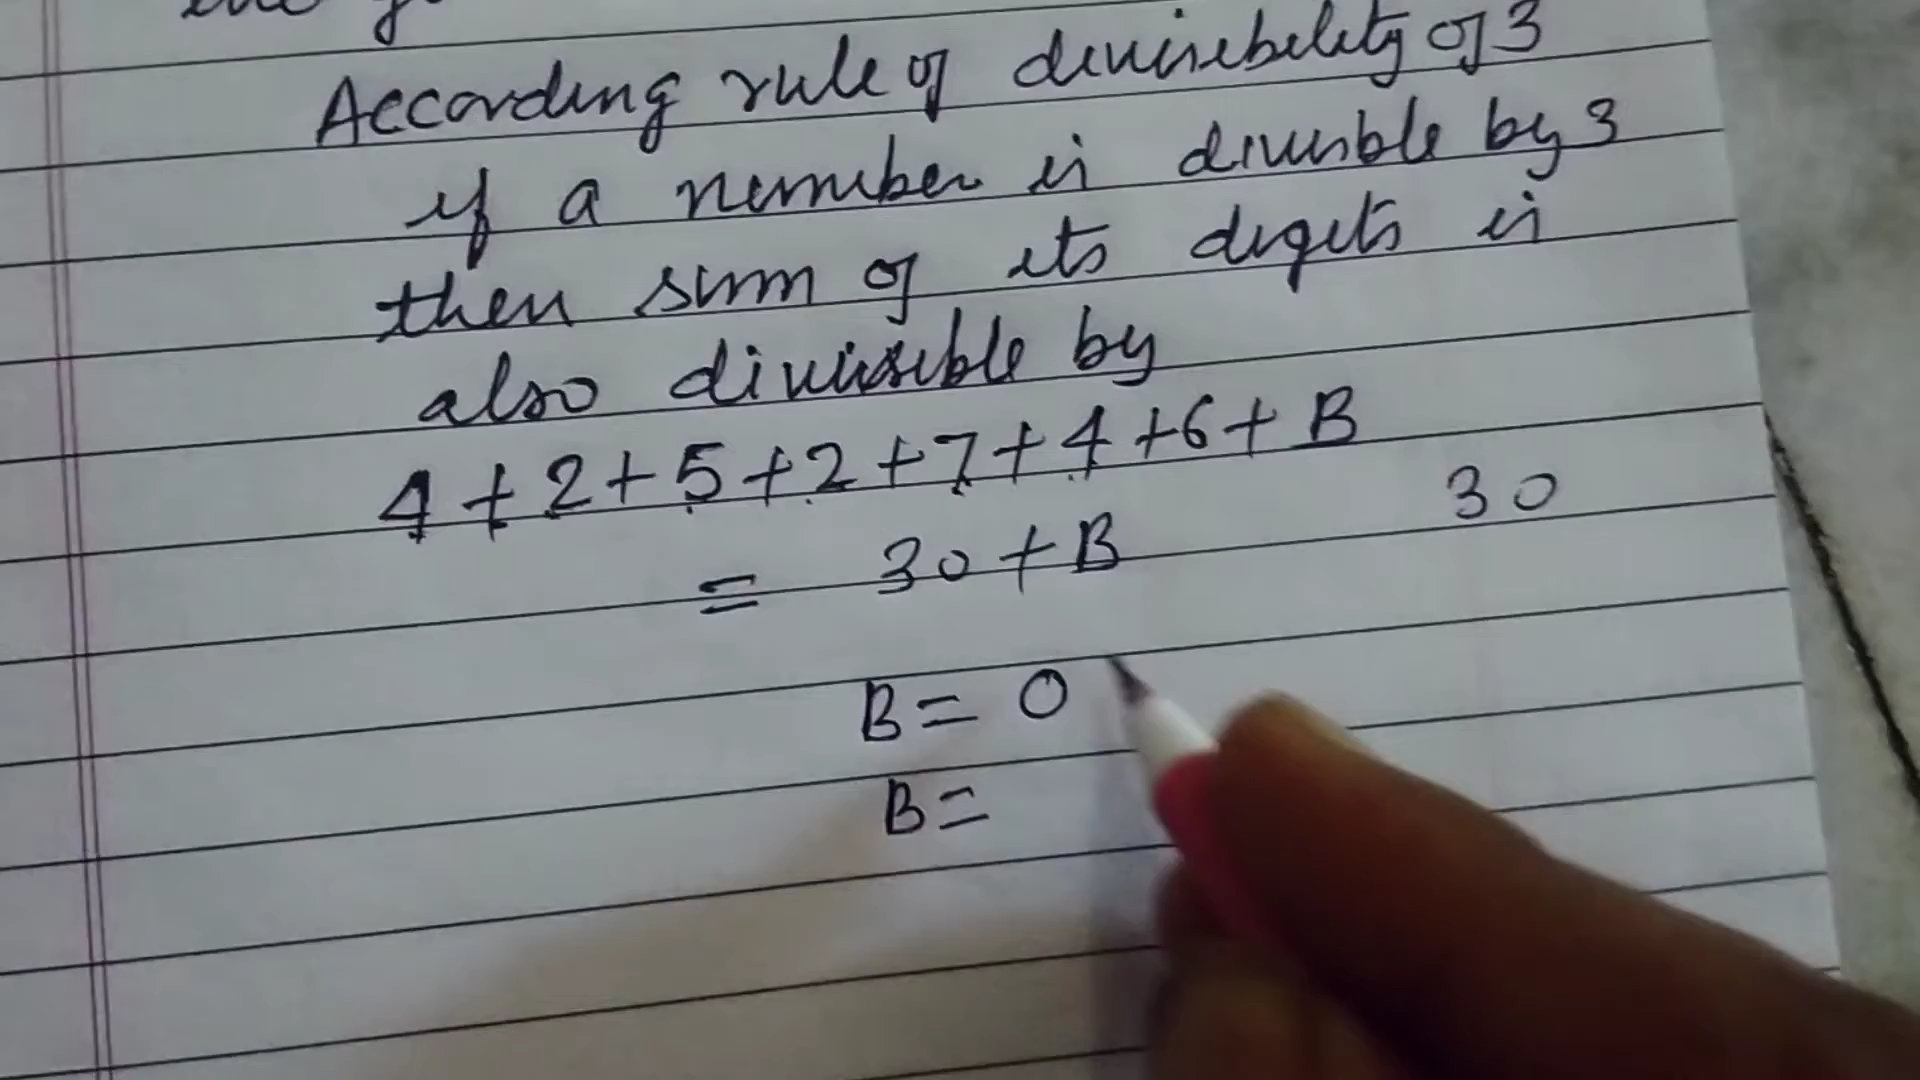 According rule of divisibility of 3
if a number is divisible by 3
then sum of its digits is
also divisible by
4 + 2 + 5 + 2 + 7 + 4 + 6 + B
30
= 30 + B
B = 0
B =